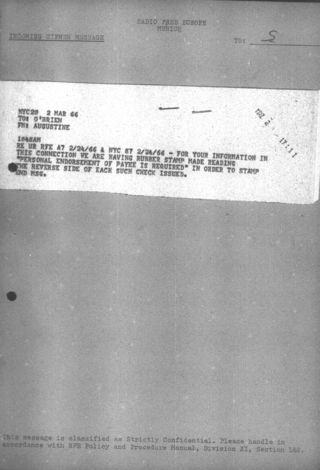 RADIO FREE EUROPE
MUNICH
INCOMING CIPHER MESSAGE
TO: S
NYC20 2 MAR 66
TO: O'BRIEN
FM: AUGUSTINE
RE UR RFE A7 2/24/66 & NYC 87 2/24/66 - FOR YOUR INFORMATION IN
THIS CONNECTION WE ARE HAVING RUBBER STAMP MADE READING
"PERSONAL ENDORSEMENT OF PAYEE IS REQUIRED" IN ORDER TO STAMP
THE REVERSE SIDE OF EACH SUCH CHECK ISSUED.
END MSG.
This message is classified as Strictly Confidential. Please handle in
accordance with RFE Policy and Procedure Manual, Division XI, Section